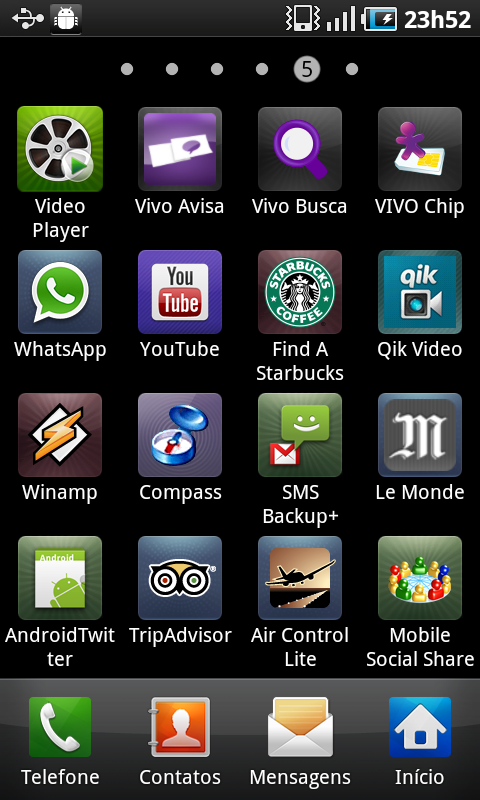 23h52
5
Video Player
Vivo Avisa
Vivo Busca
VIVO Chip
WhatsApp
You Tube
YouTube
STARBUCKS COFFEE
Find A Starbucks
qik
Qik Video
Winamp
Compass
SMS Backup+
M
Le Monde
Android
AndroidTwitter
TripAdvisor
Air Control Lite
Mobile Social Share
Telefone
Contatos
Mensagens
Início